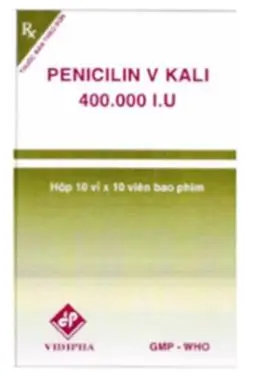 Rx
THUỐC BÁN THEO ĐƠN
PENICILIN V KALI
400.000 I.U
Hộp 10 vỉ x 10 viên bao phim
VIDIPHA
GMP - WHO